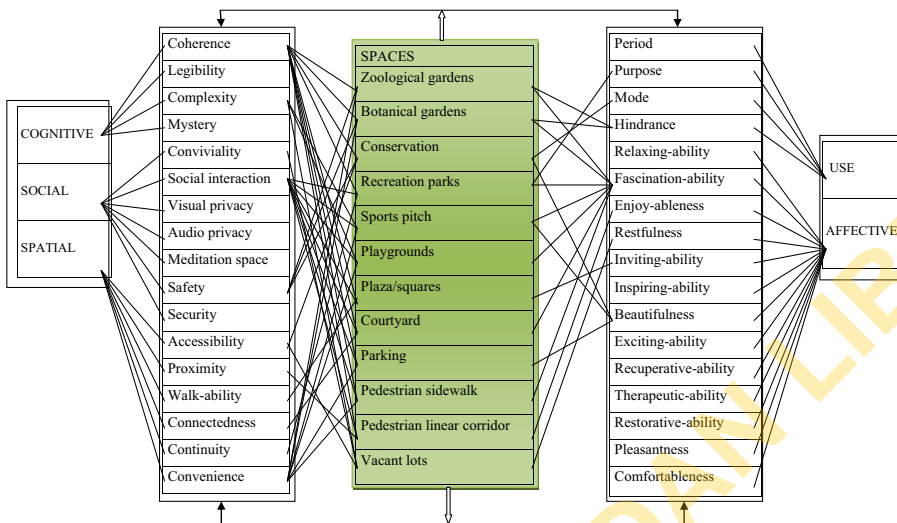 COGNITIVE
SOCIAL
SPATIAL
Coherence
Legibility
Complexity
Mystery
Conviviality
Social interaction
Visual privacy
Audio privacy
Meditation space
Safety
Security
Accessibility
Proximity
Walk-ability
Connectedness
Continuity
Convenience
SPACES
Zoological gardens
Botanical gardens
Conservation
Recreation parks
Sports pitch
Playgrounds
Plaza/squares
Courtyard
Parking
Pedestrian sidewalk
Pedestrian linear corridor
Vacant lots
Period
Purpose
Mode
Hindrance
Relaxing-ability
Fascination-ability
Enjoy-ableness
Restfulness
Inviting-ability
Inspiring-ability
Beautifulness
Exciting-ability
Recuperative-ability
Therapeutic-ability
Restorative-ability
Pleasantness
Comfortableness
USE
AFFECTIVE
DAN LIB